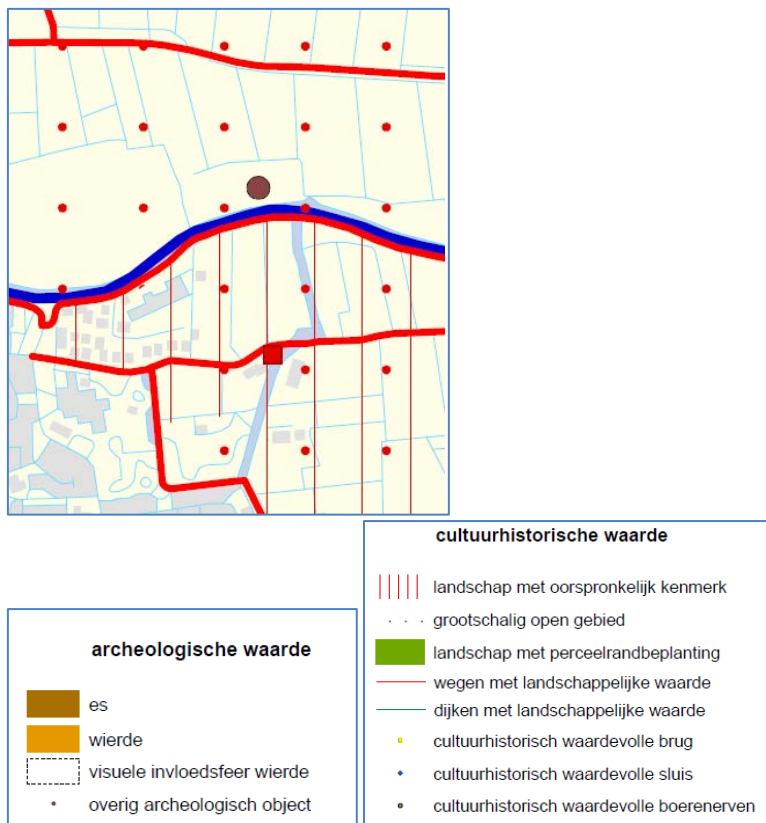 archeologische waarde
es
wierde
visuele invloedsfeer wierde
overig archeologisch object
cultuurhistorische waarde
landschap met oorspronkelijk kenmerk
grootschalig open gebied
landschap met perceelrandbeplanting
wegen met landschappelijke waarde
dijken met landschappelijke waarde
cultuurhistorisch waardevolle brug
cultuurhistorisch waardevolle sluis
cultuurhistorisch waardevolle boerenerven